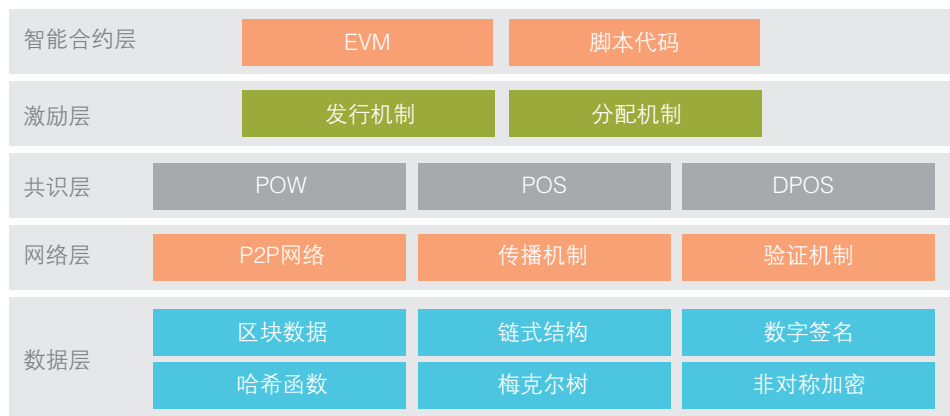 智能合约层 EVM 脚本代码
激励层 发行机制 分配机制
共识层 POW POS DPOS
网络层 P2P网络 传播机制 验证机制
数据层 区块数据 链式结构 数字签名
哈希函数 梅克尔树 非对称加密